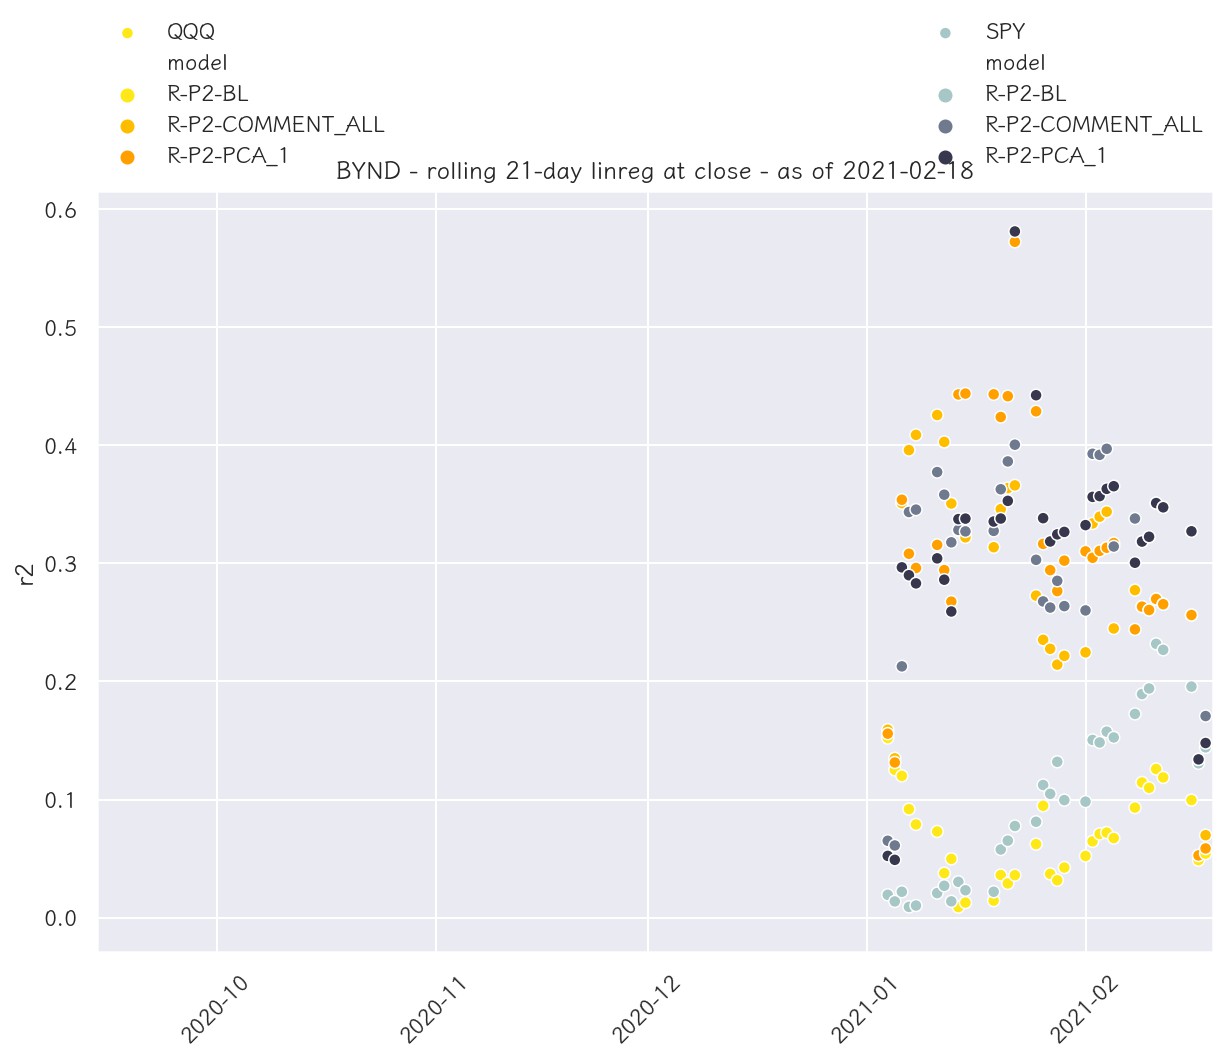 QQQ
model
R-P2-BL
R-P2-COMMENT_ALL
R-P2-PCA_1
SPY
model
R-P2-BL
R-P2-COMMENT_ALL
R-P2-PCA_1
BYND - rolling 21-day linreg at close - as of 2021-02-18
0.6
0.5
0.4
0.3
0.2
0.1
0.0
r2
2020-10
2020-11
2020-12
2021-01
2021-02